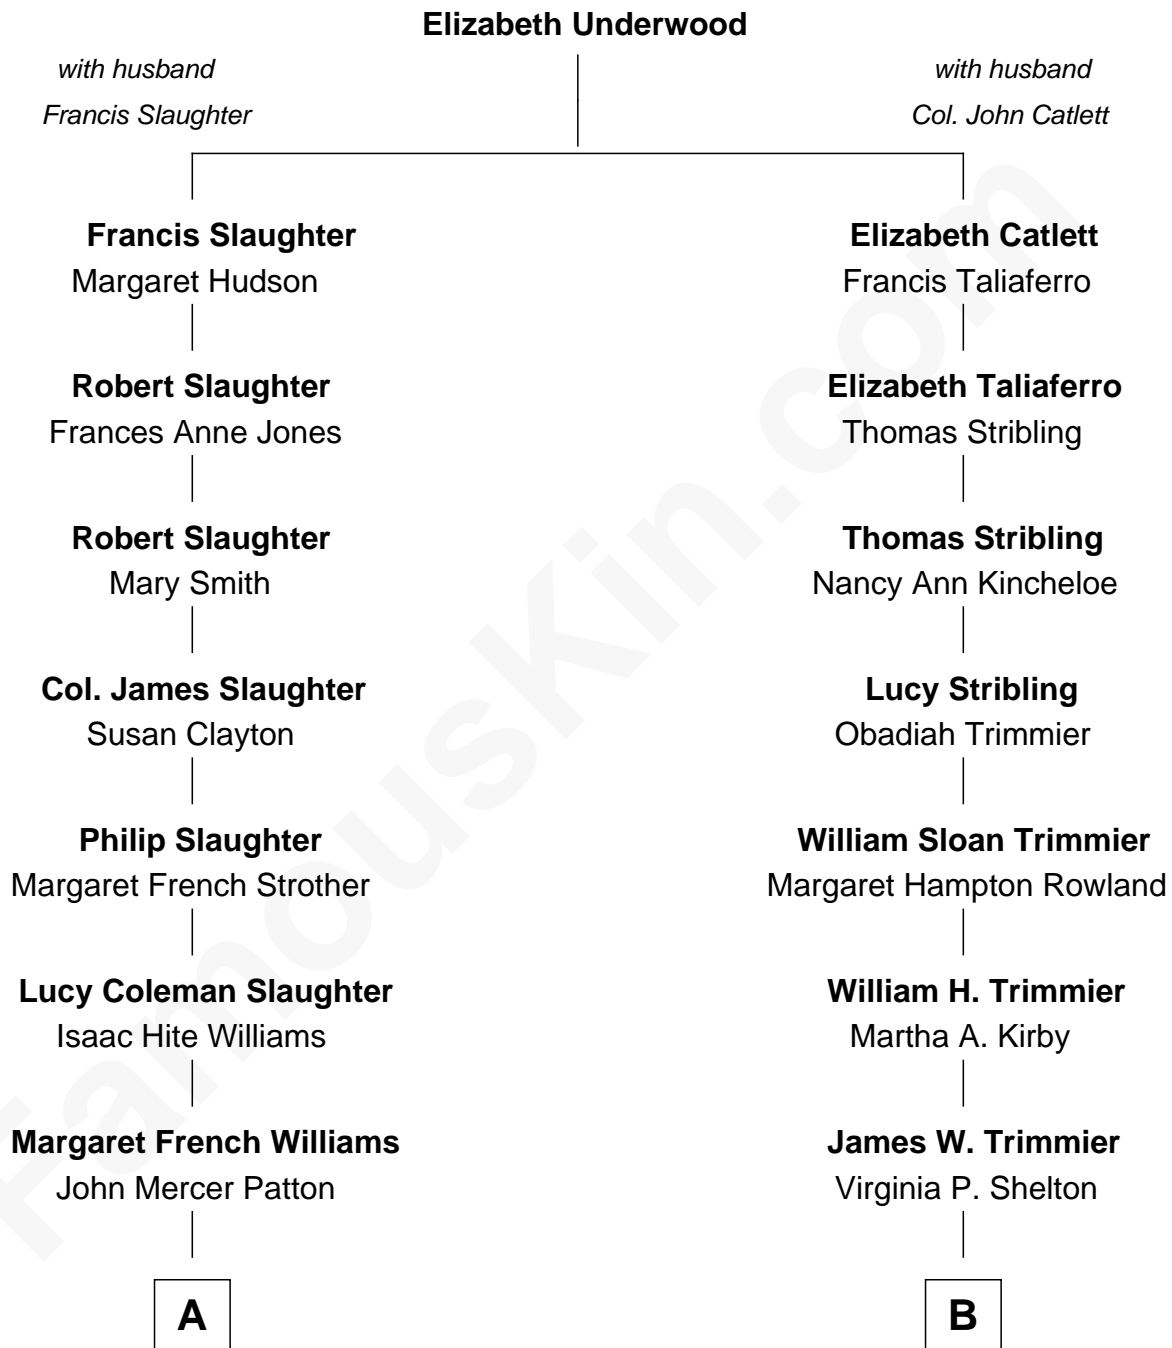 Elizabeth Underwood
with husband
Francis Slaughter
with husband
Col. John Catlett
Francis Slaughter
Margaret Hudson
Elizabeth Catlett
Francis Taliaferro
Robert Slaughter
Frances Anne Jones
Elizabeth Taliaferro
Thomas Stribling
Robert Slaughter
Mary Smith
Thomas Stribling
Nancy Ann Kincheloe
Col. James Slaughter
Susan Clayton
Lucy Stribling
Obadiah Trimmier
Philip Slaughter
Margaret French Strother
William Sloan Trimmier
Margaret Hampton Rowland
Lucy Coleman Slaughter
Isaac Hite Williams
William H. Trimmier
Martha A. Kirby
Margaret French Williams
John Mercer Patton
James W. Trimmier
Virginia P. Shelton
A
B
FamousKin.com